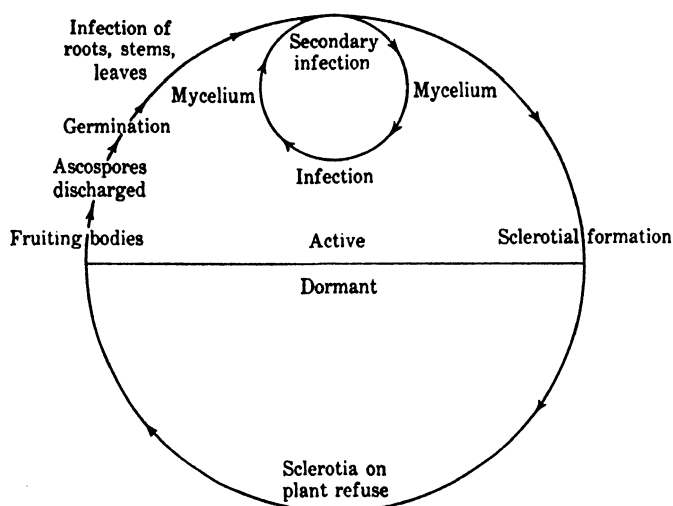 Infection of
roots, stems,
leaves
Secondary
infection
Mycelium
Mycelium
Germination
Ascospores
discharged
Infection
Fruiting bodies
Active
Sclerotial formation
Dormant
Sclerotia on
plant refuse